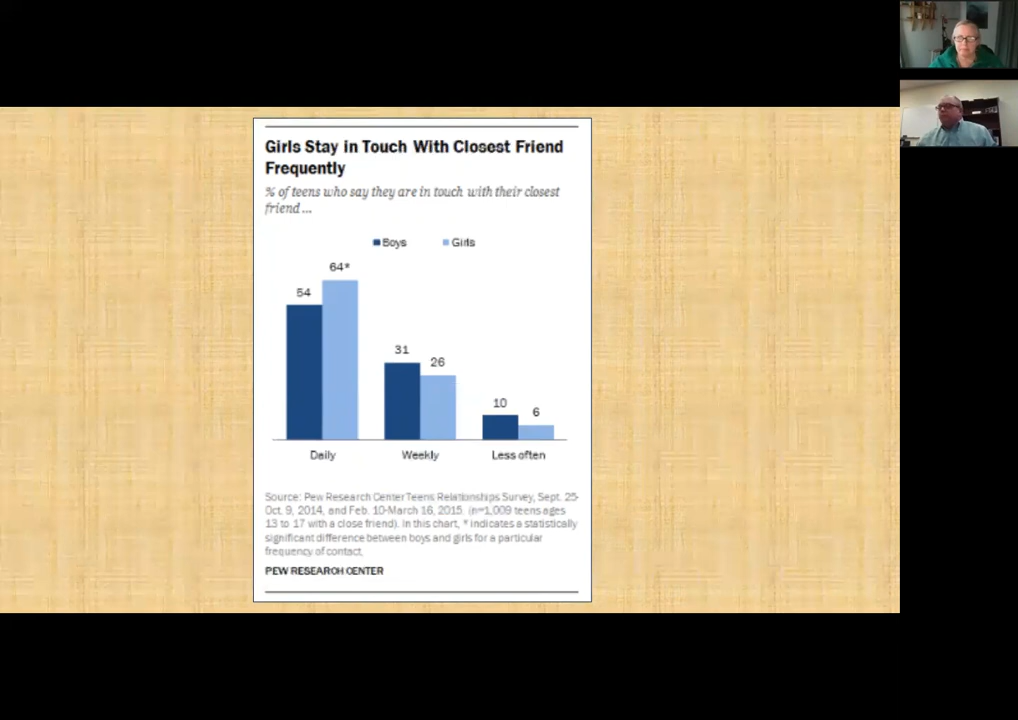 Girls Stay in Touch With Closest Friend
Frequently
% of teens who say they are in touch with their closest
friend ...
Boys Girls
64*
54
31
26
10
6
Daily Weekly Less often
Source: Pew Research Center Teens Relationships Survey, Sept. 25-
Oct. 9, 2014, and Feb. 10-March 16, 2015. (n=1,009 teens ages
13 to 17 with a close friend). In this chart, * indicates a statistically
significant difference between boys and girls for a particular
frequency of contact.
PEW RESEARCH CENTER